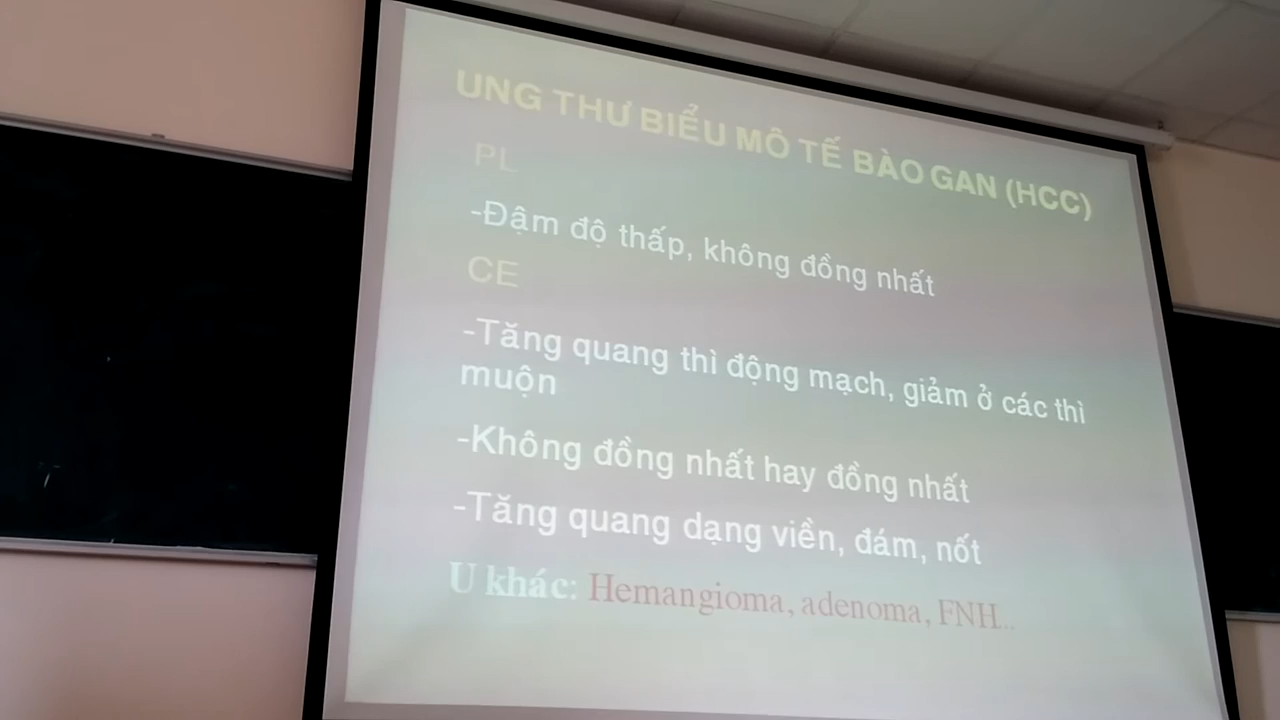 UNG THƯ BIỂU MÔ TẾ BÀO GAN (HCC)
PL
-Đậm độ thấp, không đồng nhất
CE
-Tăng quang thì động mạch, giảm ở các thì
muộn
-Không đồng nhất hay đồng nhất
-Tăng quang dạng viền, đám, nốt
U khác: Hemangioma, adenoma, FNH...